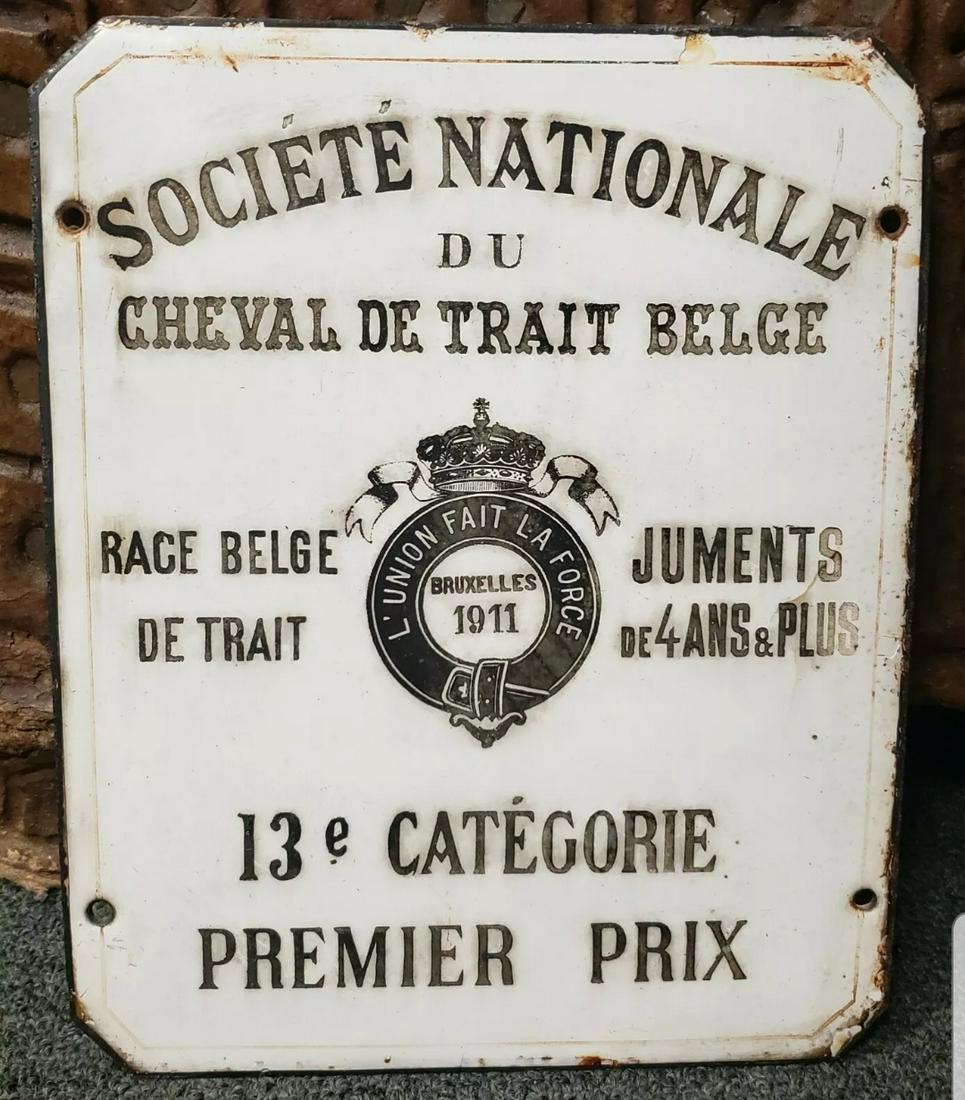 SOCIÉTÉ NATIONALE
DU
CHEVAL DE TRAIT BELGE
RACE BELGE
DE TRAIT
L'UNION FAIT LA FORCE
BRUXELLES
1911
JUMENTS
DE 4 ANS & PLUS
13e CATÉGORIE
PREMIER PRIX